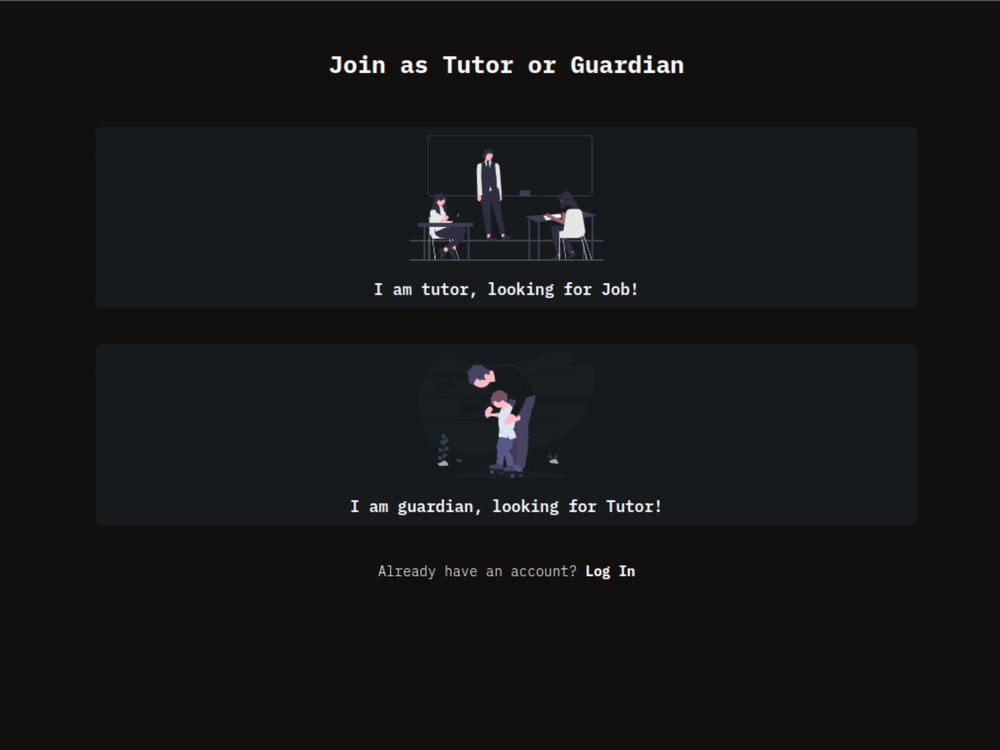 Join as Tutor or Guardian
I am tutor, looking for Job!
I am guardian, looking for Tutor!
Already have an account? Log In